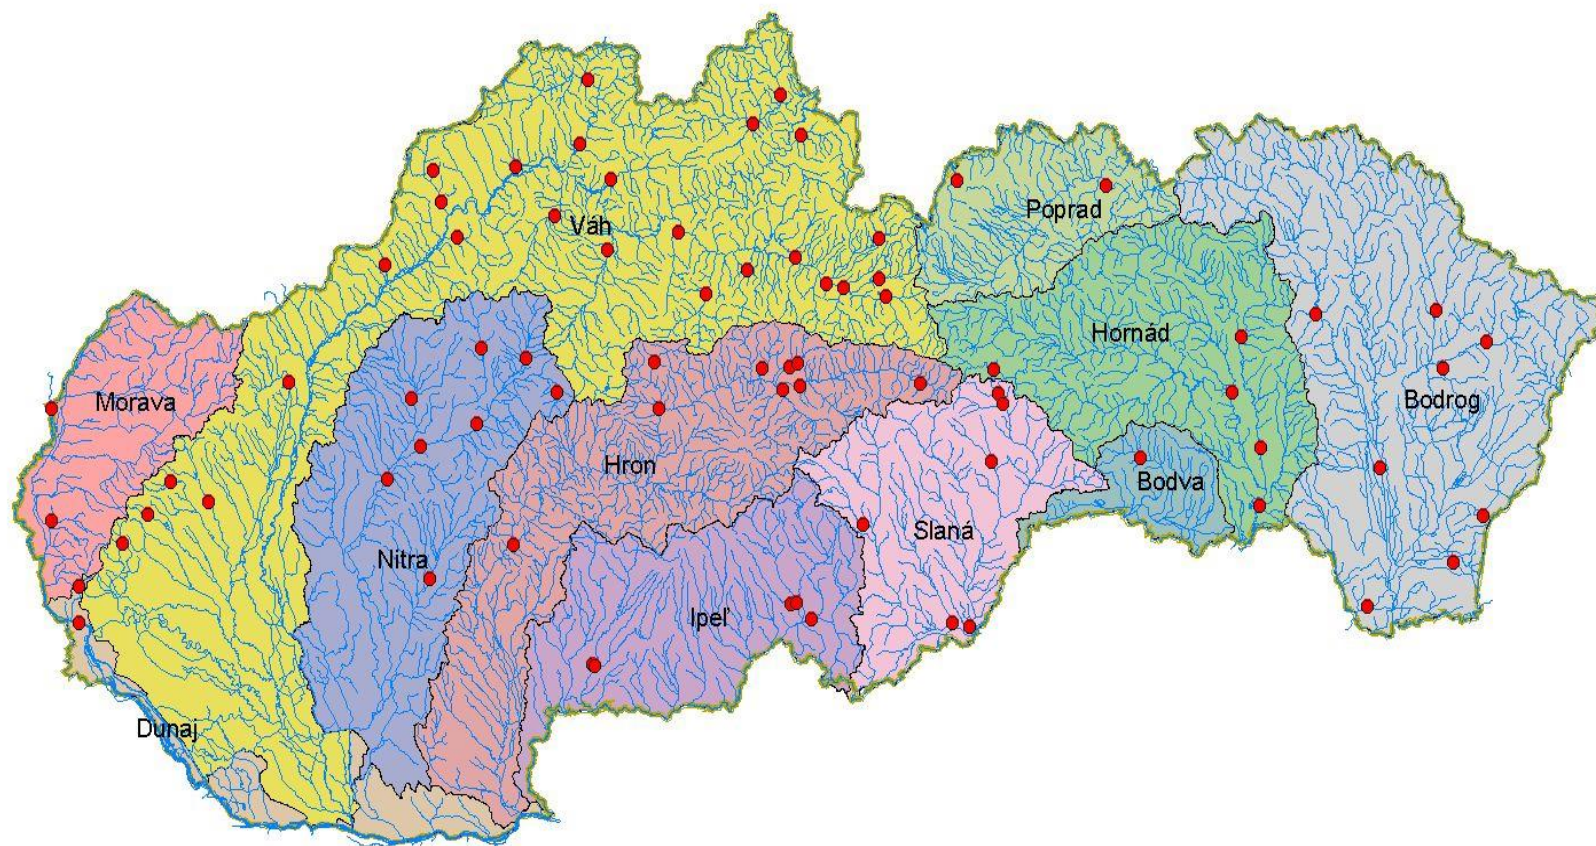 Poprad
Váh
Hornád
Morava
Bodrog
Hron
Bodva
Slaná
Nitra
Ipeľ
Dunaj